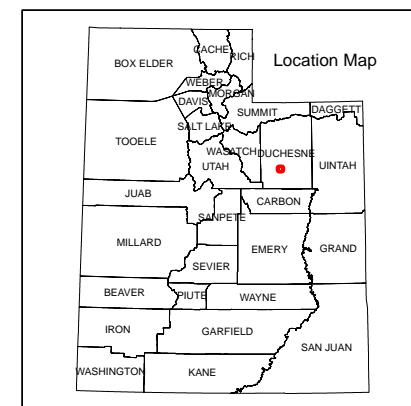 Location Map
CACHE
RICH
BOX ELDER
WEBER
MORGAN
DAVIS
SUMMIT
DAGGETT
SALT LAKE
TOOELE
WASATCH
DUCHESNE
UTAH
UINTAH
JUAB
CARBON
SANPETE
MILLARD
EMERY
GRAND
SEVIER
BEAVER
PIUTE
WAYNE
IRON
GARFIELD
SAN JUAN
WASHINGTON
KANE